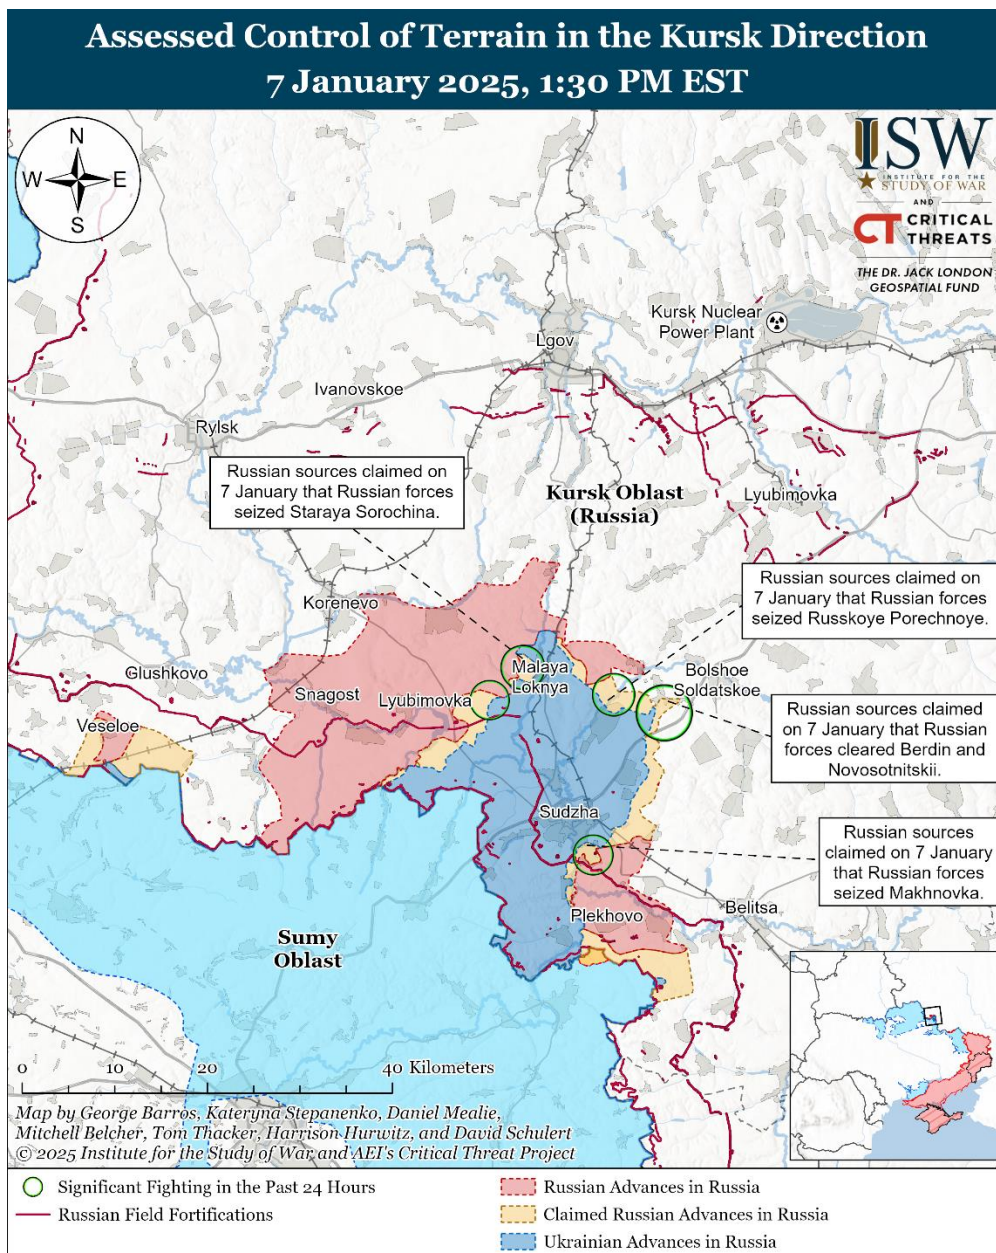 Assessed Control of Terrain in the Kursk Direction
7 January 2025, 1:30 PM EST
N
W
E
S
ISW
INSTITUTE FOR THE
STUDY OF WAR
AND
CT CRITICAL
THREATS
THE DR. JACK LONDON
GEOSPATIAL FUND
Kursk Nuclear
Power Plant
Lgov
Ivanovskoe
Rylsk
Russian sources claimed on
7 January that Russian forces
seized Staraya Sorochina.
Kursk Oblast
(Russia)
Lyubimovka
Russian sources claimed on
7 January that Russian forces
seized Russkoye Porechnoye.
Korenevo
Glushkovo
Malaya
Loknya
Bolshoe
Soldatskoe
Snagost
Lyubimovka
Veseloe
Russian sources claimed
on 7 January that Russian
forces cleared Berdin and
Novosotnitskii.
Sudzha
Russian sources
claimed on 7 January
that Russian forces
seized Makhnovka.
Plekhovo
Belitsa
Sumy
Oblast
0
20
40 Kilometers
Map by George Barros, Kateryna Stepanenko, Daniel Mealie,
Mitchell Belcher, Tom Thacker, Harrison Hurwitz, and David Schulert
© 2025 Institute for the Study of War and AEI's Critical Threat Project
Significant Fighting in the Past 24 Hours
Russian Field Fortifications
Russian Advances in Russia
Claimed Russian Advances in Russia
Ukrainian Advances in Russia